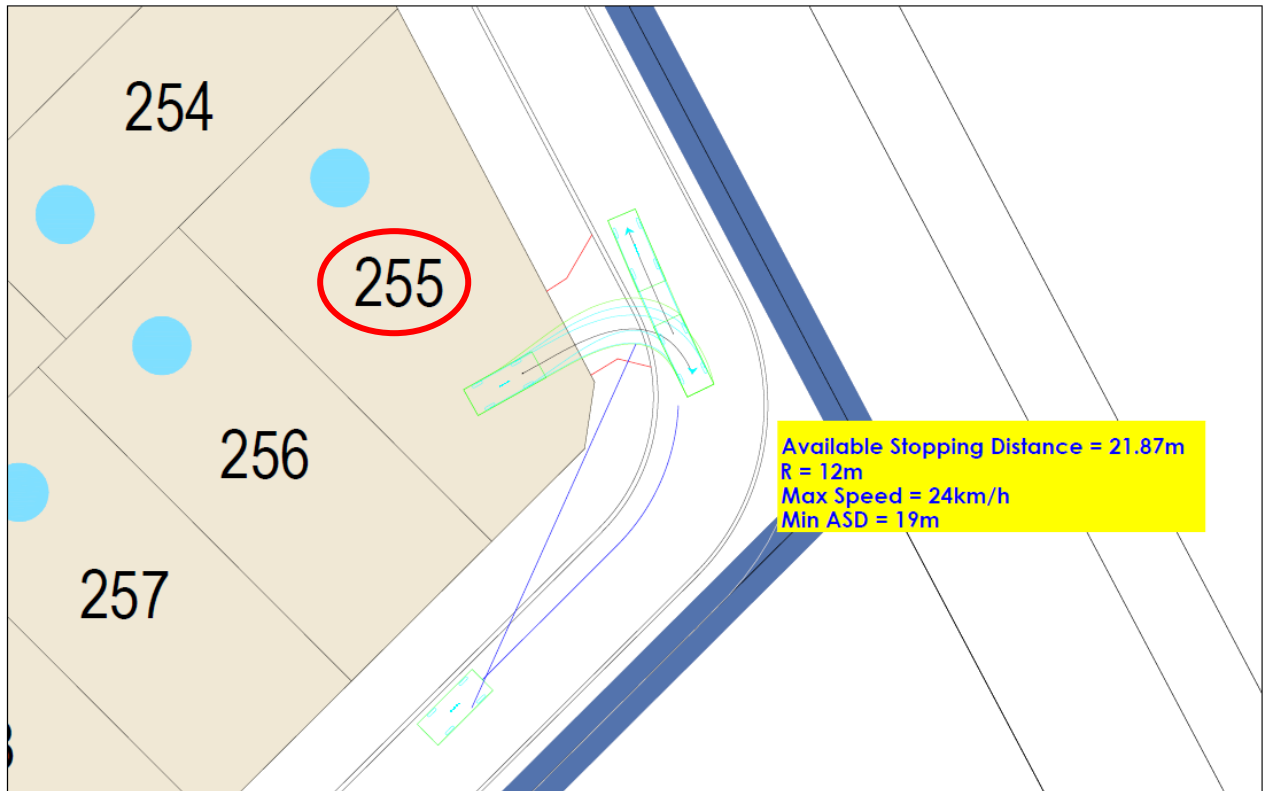 254
255
256
257
Available Stopping Distance = 21.87m
R = 12m
Max Speed = 24km/h
Min ASD = 19m